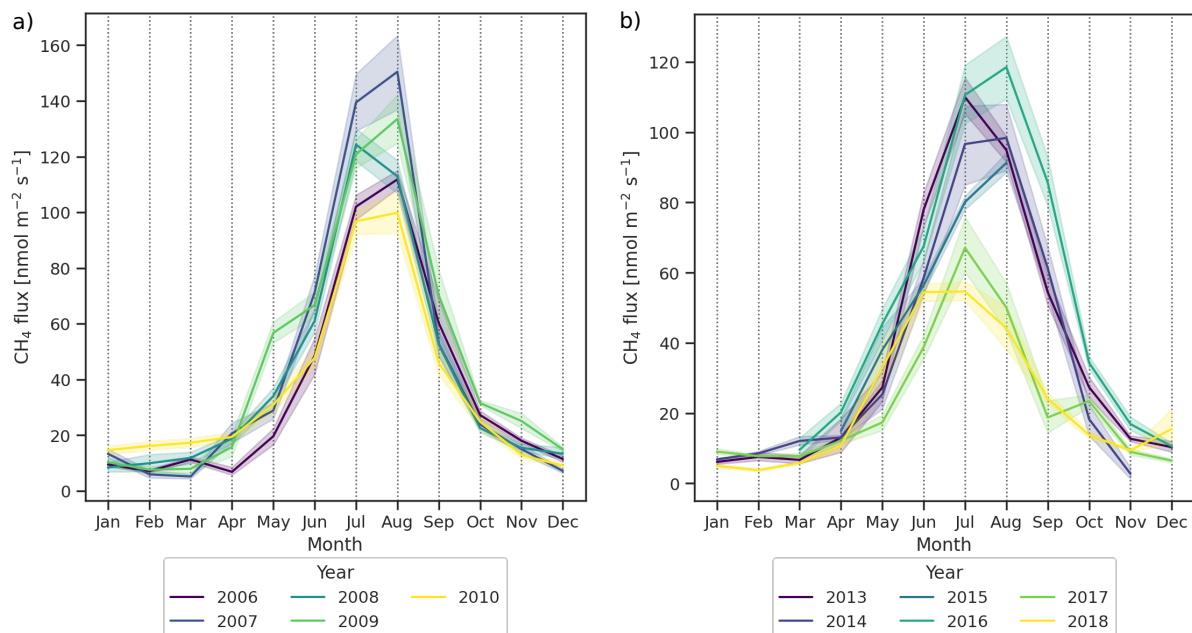 a)
CH₄ flux [nmol m⁻² s⁻¹]
160
140
120
100
80
60
40
20
0
Jan Feb Mar Apr May Jun Jul Aug Sep Oct Nov Dec
Month
Year
2006 2008 2010
2007 2009
b)
CH₄ flux [nmol m⁻² s⁻¹]
120
100
80
60
40
20
0
Jan Feb Mar Apr May Jun Jul Aug Sep Oct Nov Dec
Month
Year
2013 2015 2017
2014 2016 2018